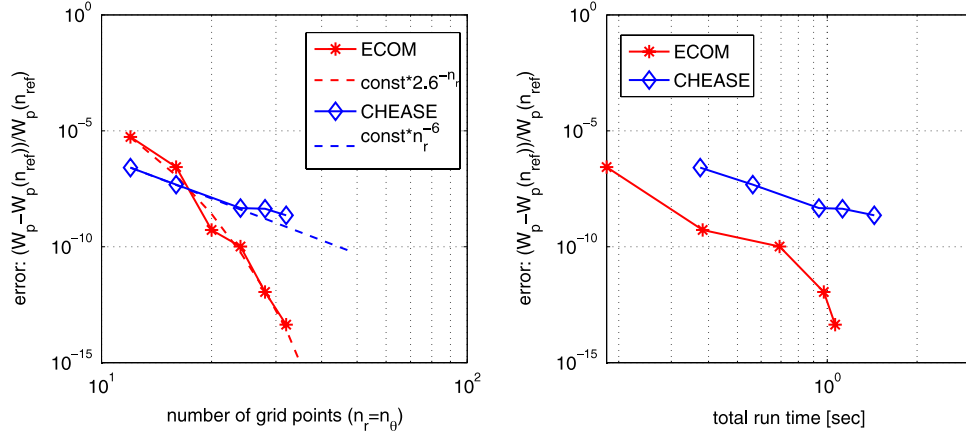 error: (W_p−W_p(n_ref))/W_p(n_ref)
10^0
10^−5
10^−10
10^−15
10^1
10^2
number of grid points (n_r=n_θ)
ECOM
const*2.6^−n_r
CHEASE
const*n_r^−6
error: (W_p−W_p(n_ref))/W_p(n_ref)
10^0
10^−5
10^−10
10^−15
10^0
total run time [sec]
ECOM
CHEASE